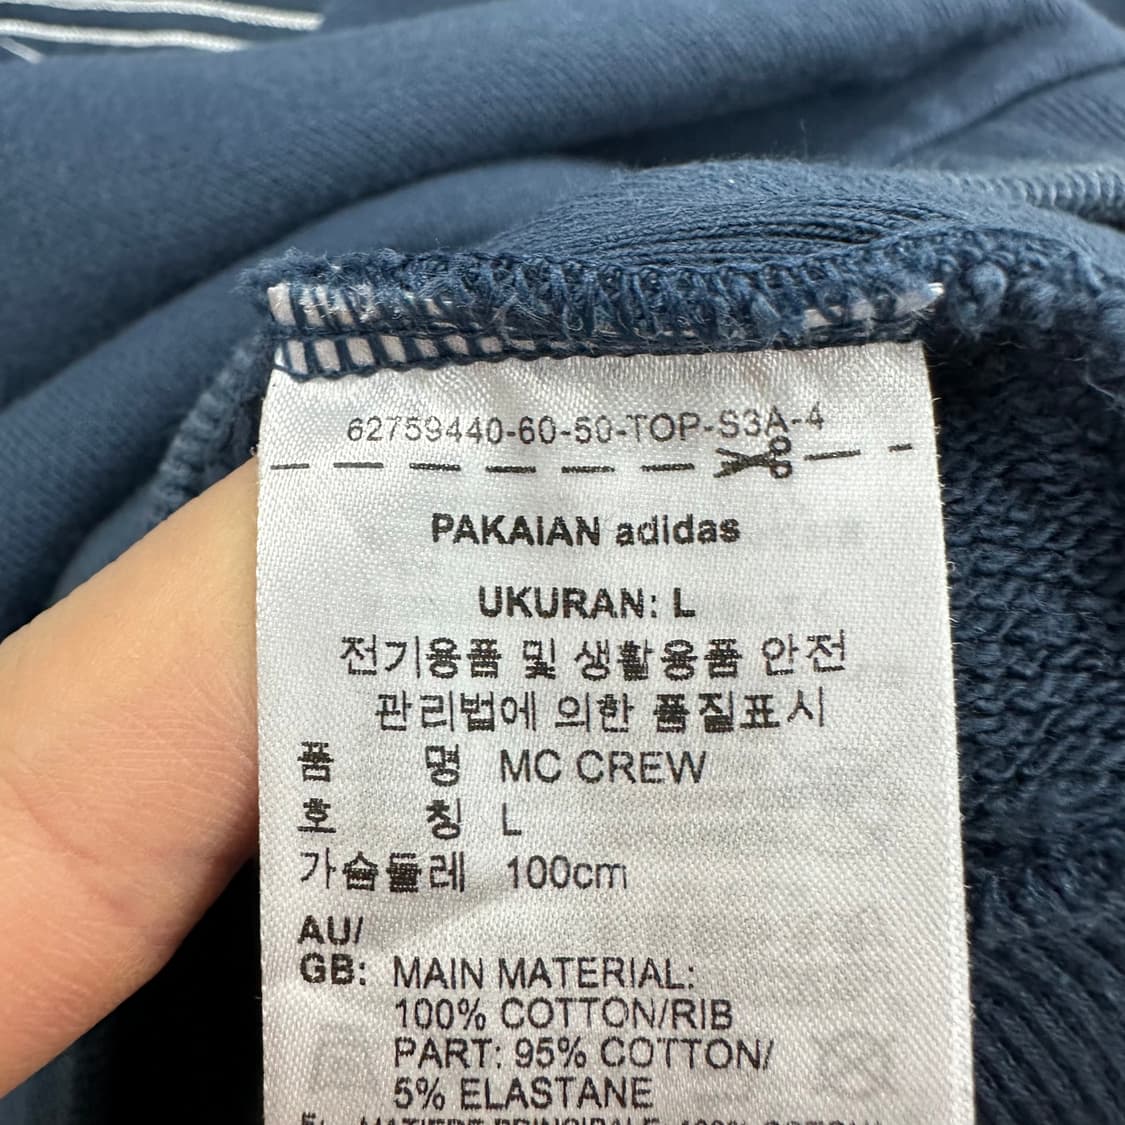 62759440-60-50-TOP-S3A-4
PAKAIAN adidas
UKURAN: L
전기용품 및 생활용품 안전
관리법에 의한 품질표시
품 명 MC CREW
호 칭 L
가슴둘레 100cm
AU/
GB: MAIN MATERIAL:
100% COTTON/RIB
PART: 95% COTTON/
5% ELASTANE